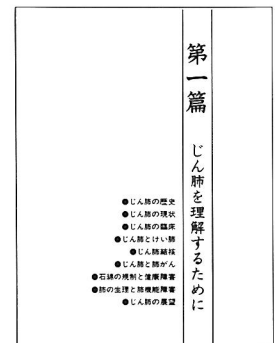 第一篇 じん肺を理解するために
●じん肺の歴史
●じん肺の現状
●じん肺の臨床
●じん肺とけい肺
●じん肺結核
●じん肺と肺がん
●石綿の規制と健康障害
●肺の生理と肺機能障害
●じん肺の展望